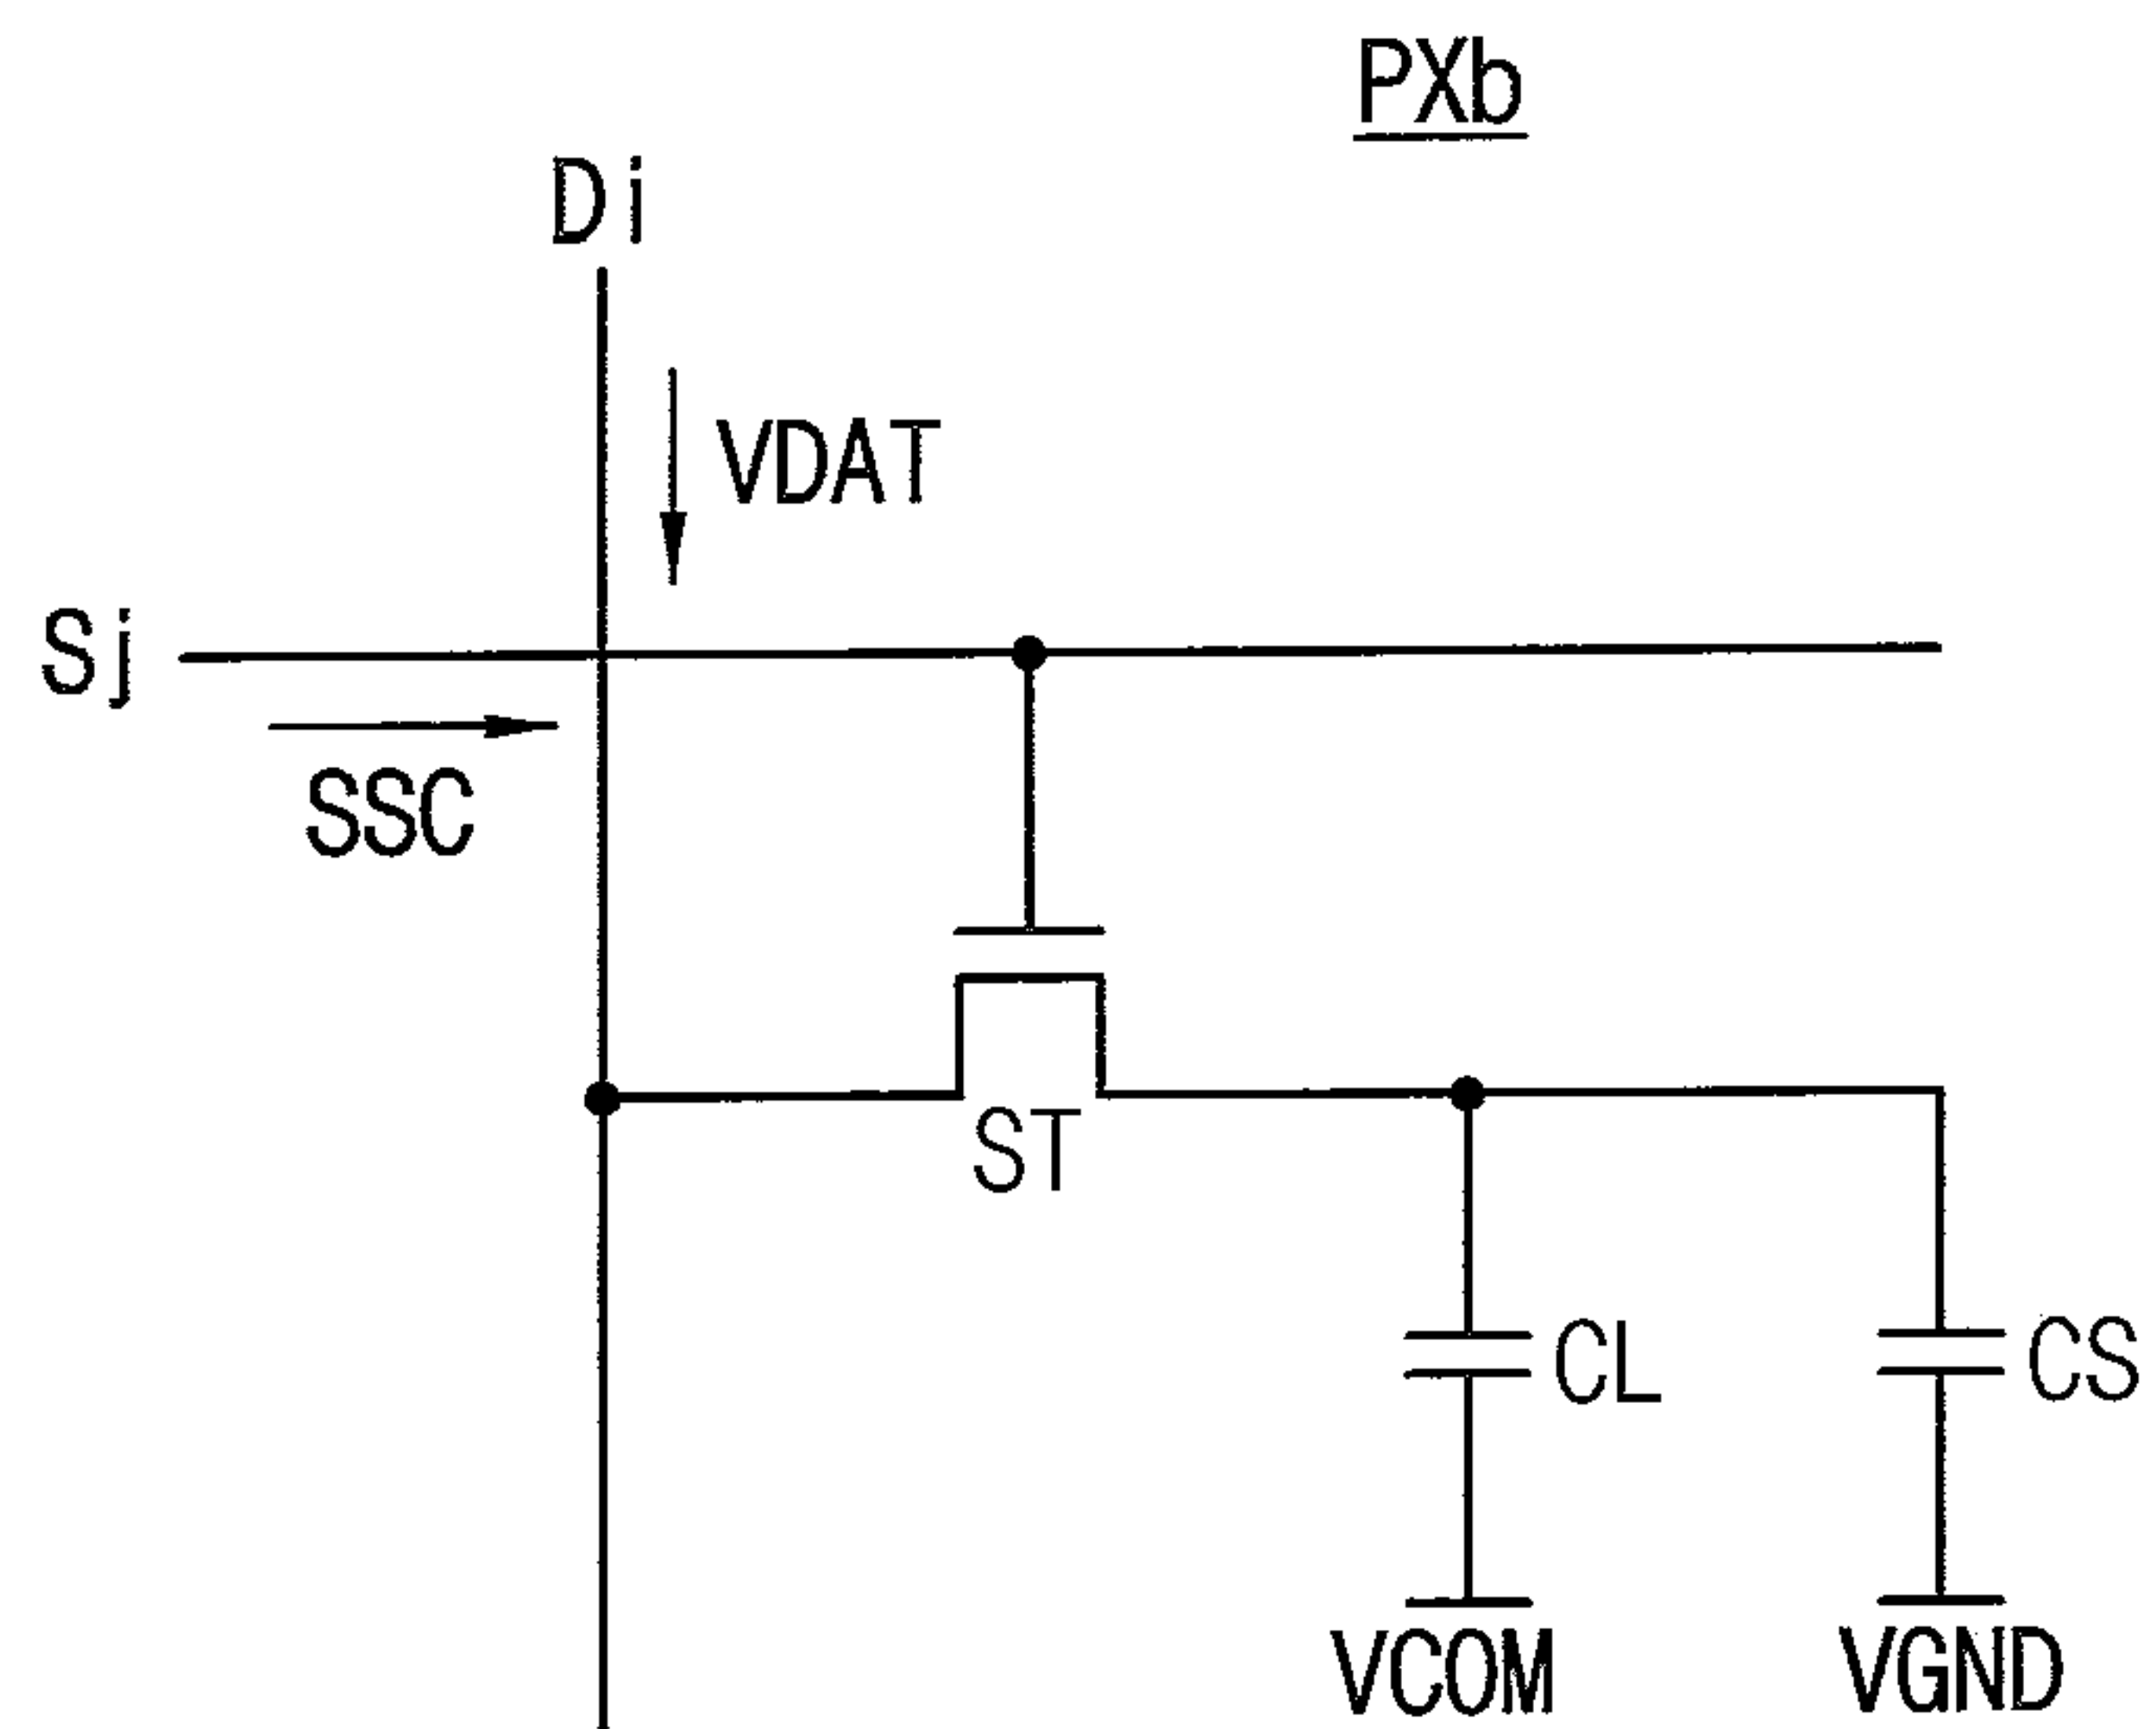 PXb
Di
VDAT
Sj
SSC
ST
CL
CS
VCOM
VGND